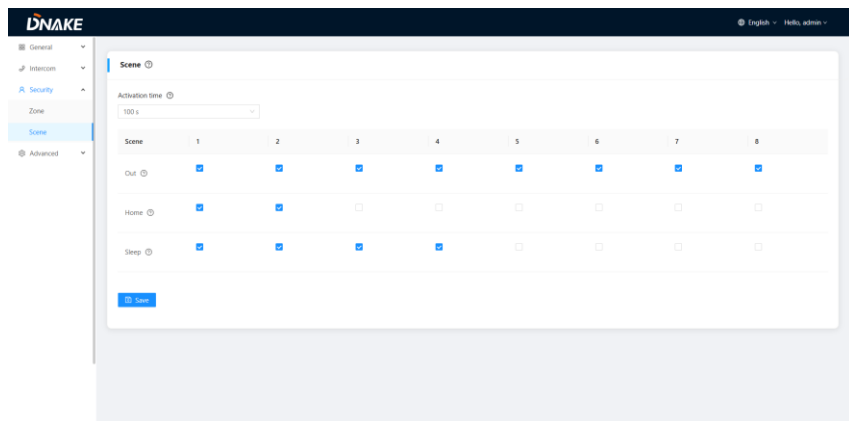 DNAKE
English
Hello, admin
General
Intercom
Security
Zone
Scene
Advanced
Scene
Activation time
100 s
Scene 1 2 3 4 5 6 7 8
Out
Home
Sleep
Save